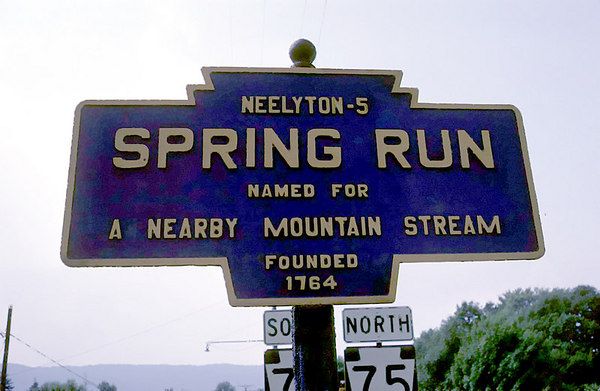 NEELYTON-5
SPRING RUN
NAMED FOR
A NEARBY MOUNTAIN STREAM
FOUNDED
1764
NORTH
75